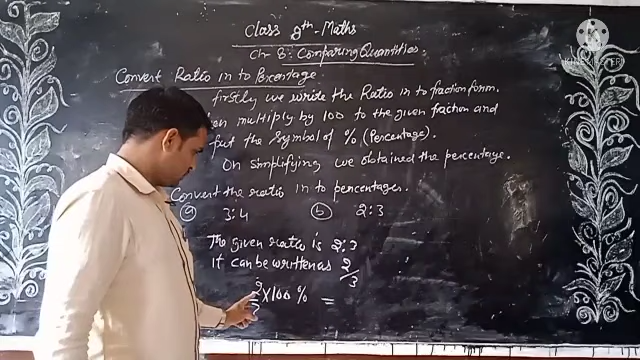 Class 8th - Maths
Ch 8: Comparing Quantities.
Convert Ratio in to Percentage.
firstly we write the Ratio in to fraction form.
multiply by 100 to the given fraction and
put the symbol of % (Percentage).
On simplifying we obtained the percentage.
Convert the ratio in to percentages.
(a) 3:4 (b) 2:3
The given ratio is 2:3
it can be written as 2/3
2/3 X100 % =